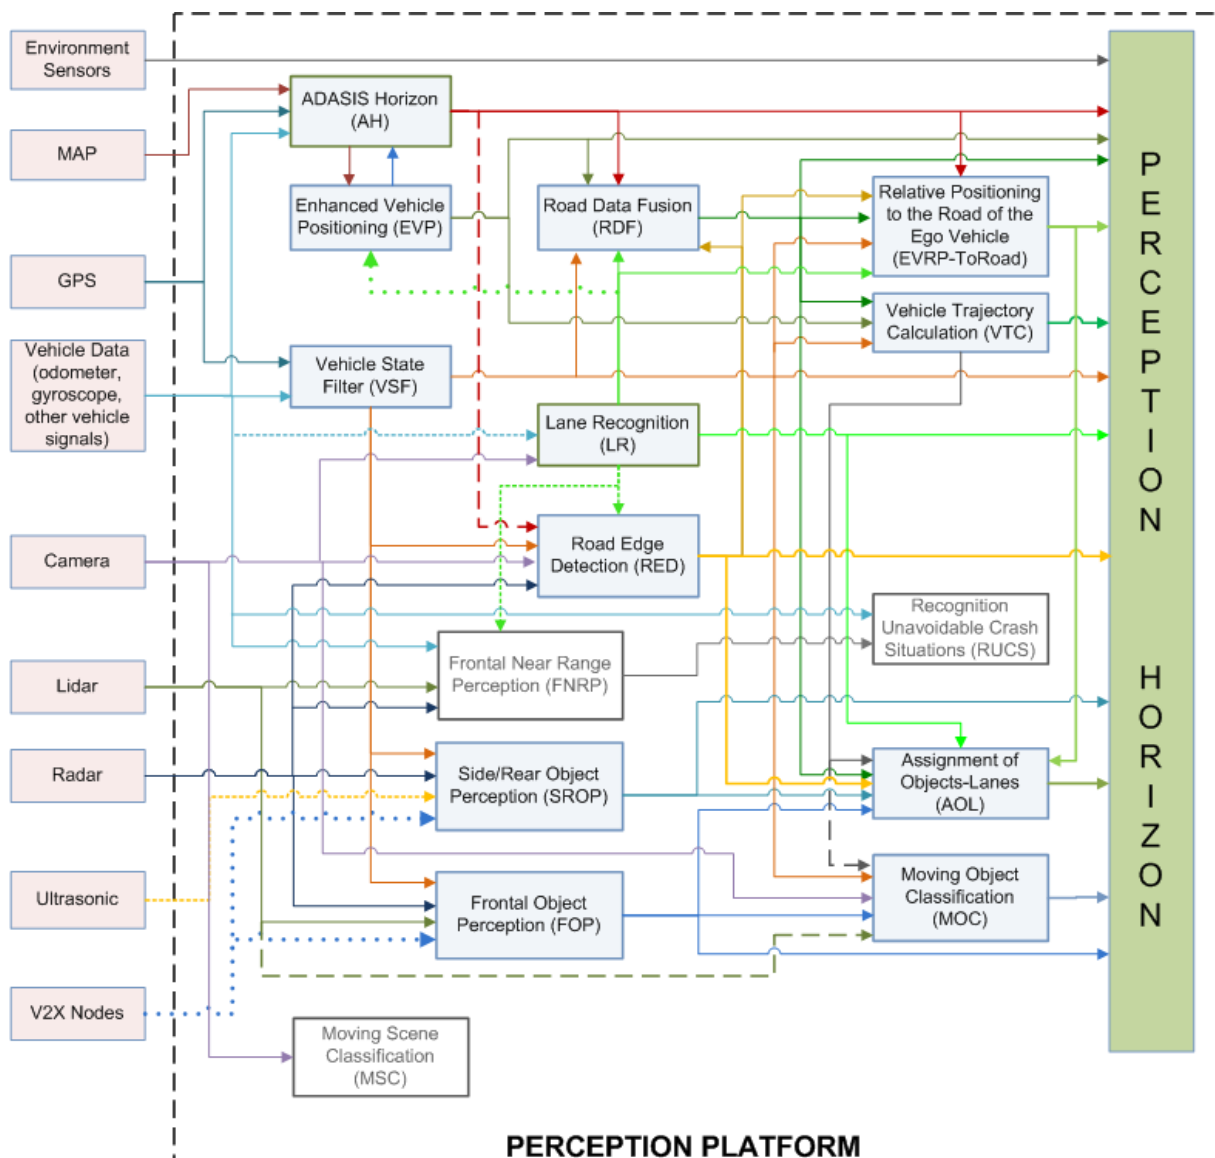 Environment
Sensors
MAP
GPS
Vehicle Data
(odometer,
gyroscope,
other vehicle
signals)
Camera
Lidar
Radar
Ultrasonic
V2X Nodes
ADASIS Horizon
(AH)
Enhanced Vehicle
Positioning (EVP)
Vehicle State
Filter (VSF)
Road Data Fusion
(RDF)
Lane Recognition
(LR)
Road Edge
Detection (RED)
Frontal Near Range
Perception (FNRP)
Side/Rear Object
Perception (SROP)
Frontal Object
Perception (FOP)
Moving Scene
Classification
(MSC)
Relative Positioning
to the Road of the
Ego Vehicle
(EVRP-ToRoad)
Vehicle Trajectory
Calculation (VTC)
Recognition
Unavoidable Crash
Situations (RUCS)
Assignment of
Objects-Lanes
(AOL)
Moving Object
Classification
(MOC)
PERCEPTION
HORIZON
PERCEPTION PLATFORM